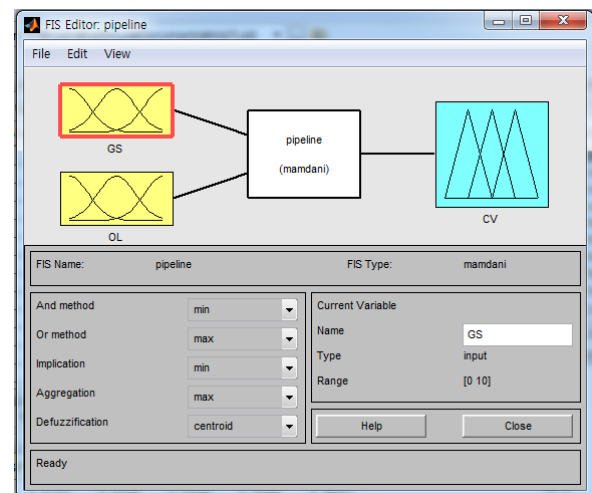 FIS Editor: pipeline
File Edit View
GS
OL
pipeline
(mamdani)
CV
FIS Name: pipeline FIS Type: mamdani
And method min
Or method max
Implication min
Aggregation max
Defuzzification centroid
Current Variable
Name GS
Type input
Range [0 10]
Help Close
Ready